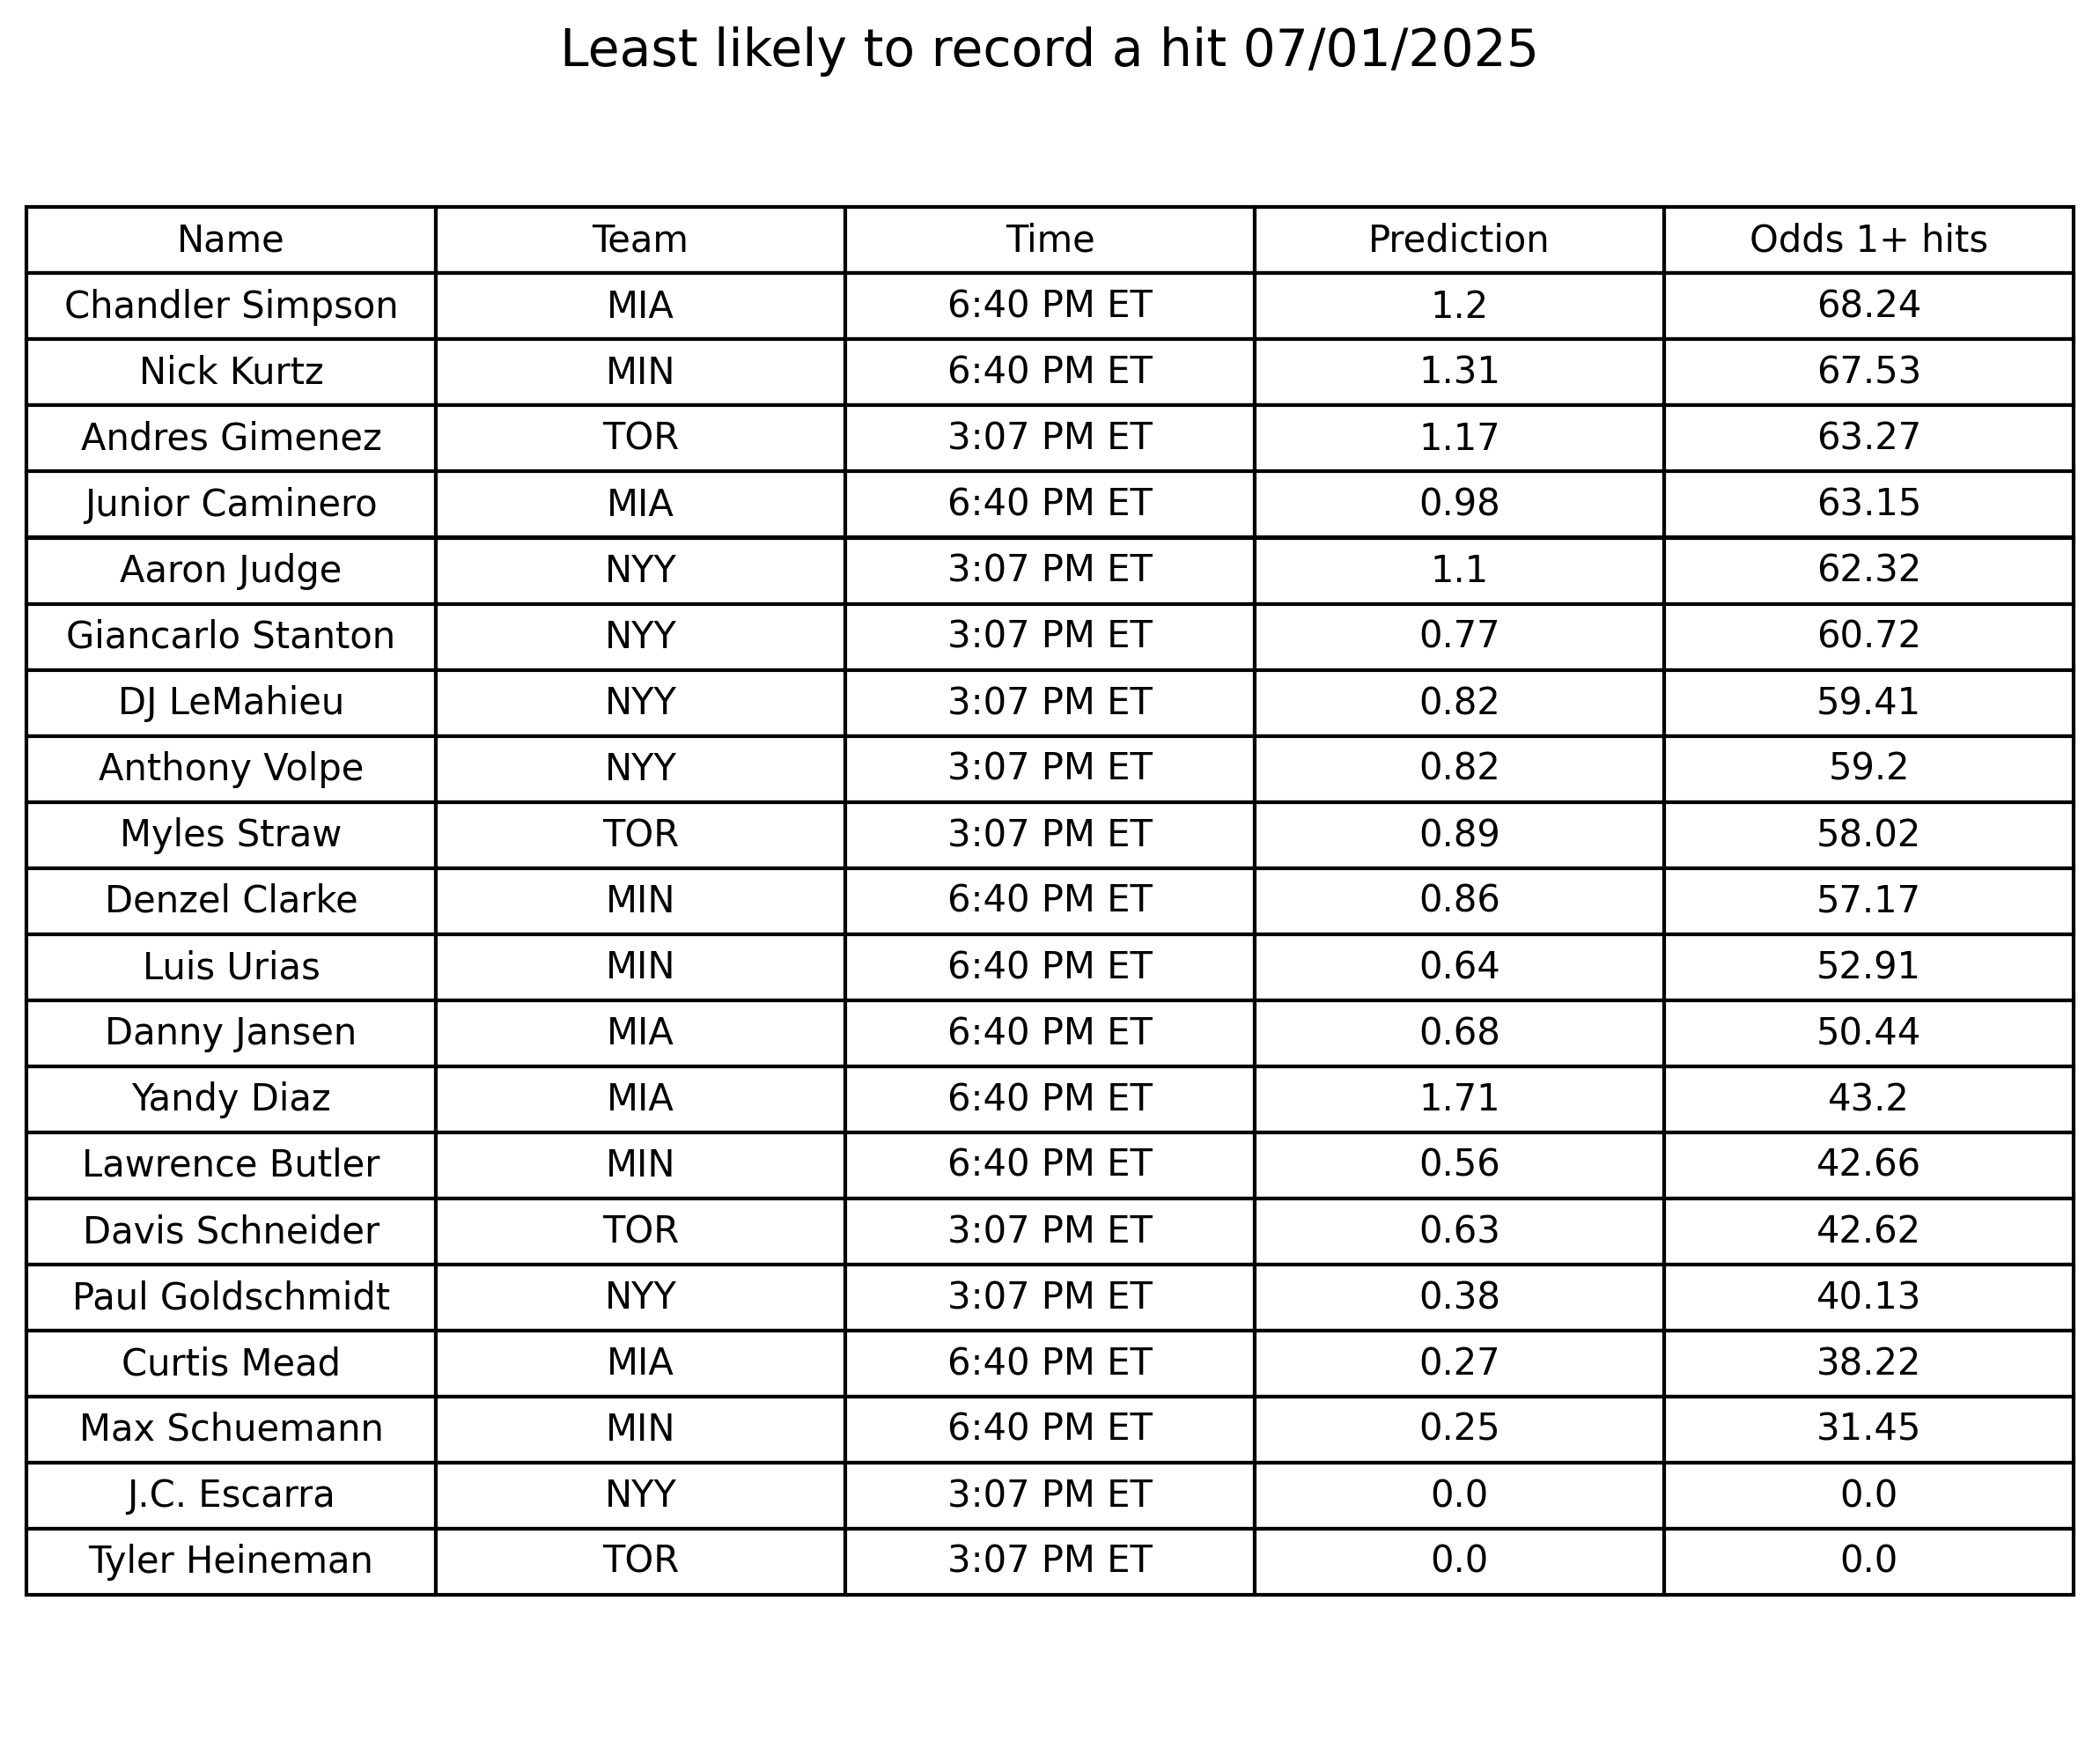 Least likely to record a hit 07/01/2025
Name Team Time Prediction Odds 1+ hits
Chandler Simpson MIA 6:40 PM ET 1.2 68.24
Nick Kurtz MIN 6:40 PM ET 1.31 67.53
Andres Gimenez TOR 3:07 PM ET 1.17 63.27
Junior Caminero MIA 6:40 PM ET 0.98 63.15
Aaron Judge NYY 3:07 PM ET 1.1 62.32
Giancarlo Stanton NYY 3:07 PM ET 0.77 60.72
DJ LeMahieu NYY 3:07 PM ET 0.82 59.41
Anthony Volpe NYY 3:07 PM ET 0.82 59.2
Myles Straw TOR 3:07 PM ET 0.89 58.02
Denzel Clarke MIN 6:40 PM ET 0.86 57.17
Luis Urias MIN 6:40 PM ET 0.64 52.91
Danny Jansen MIA 6:40 PM ET 0.68 50.44
Yandy Diaz MIA 6:40 PM ET 1.71 43.2
Lawrence Butler MIN 6:40 PM ET 0.56 42.66
Davis Schneider TOR 3:07 PM ET 0.63 42.62
Paul Goldschmidt NYY 3:07 PM ET 0.38 40.13
Curtis Mead MIA 6:40 PM ET 0.27 38.22
Max Schuemann MIN 6:40 PM ET 0.25 31.45
J.C. Escarra NYY 3:07 PM ET 0.0 0.0
Tyler Heineman TOR 3:07 PM ET 0.0 0.0